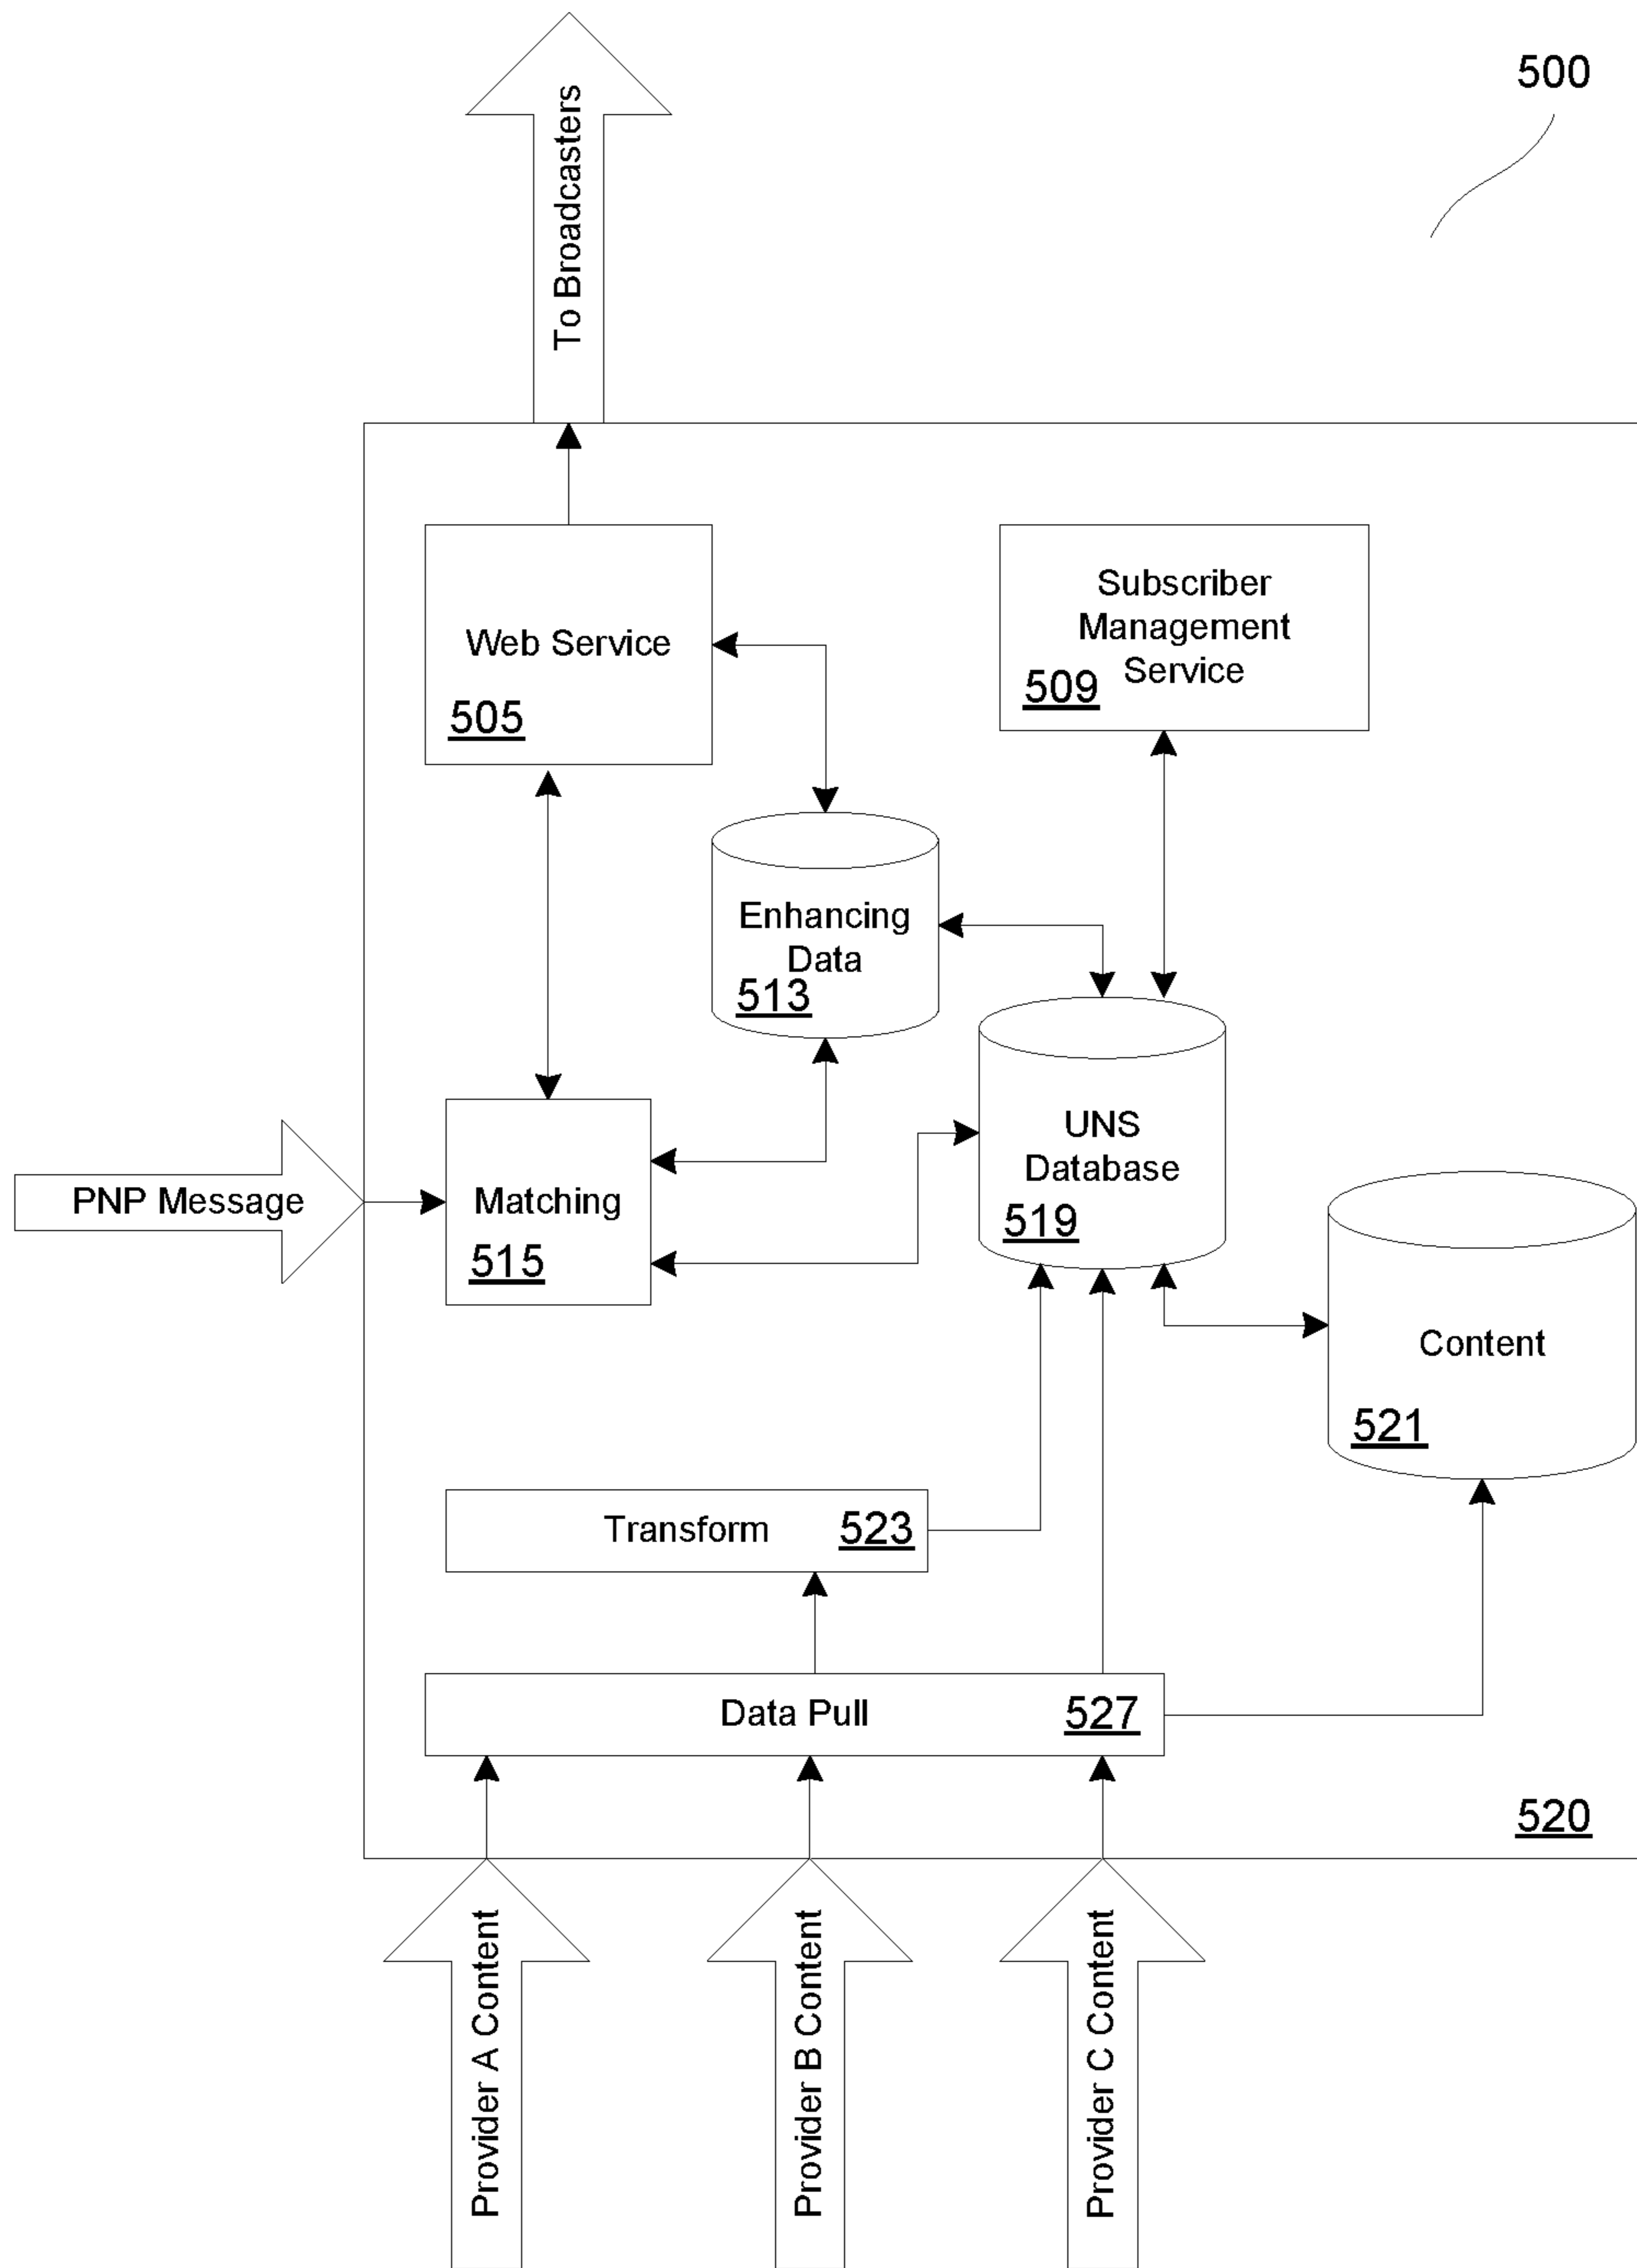 500
To Broadcasters
Web Service
505
Subscriber
Management
Service
509
Enhancing
Data
513
PNP Message
Matching
515
UNS
Database
519
Content
521
Transform
523
Data Pull
527
520
Provider A Content
Provider B Content
Provider C Content